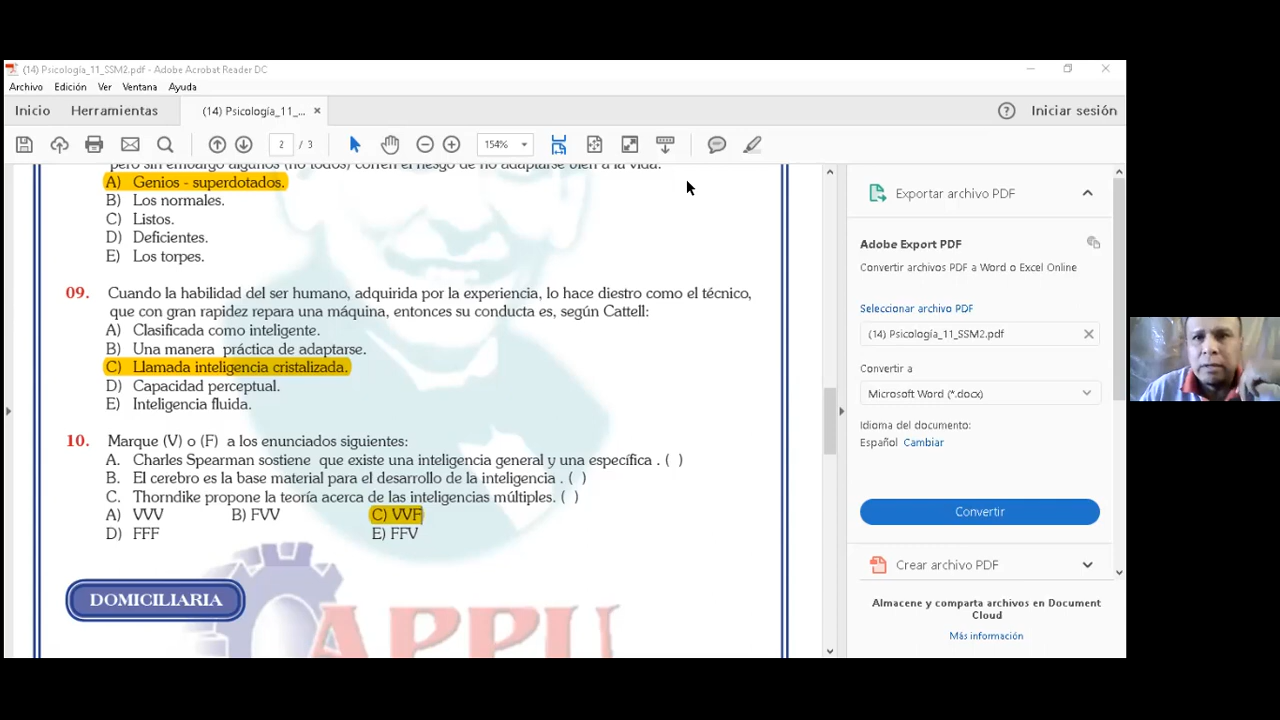 (14) Psicología_11_SSM2.pdf - Adobe Acrobat Reader DC
Archivo Edición Ver Ventana Ayuda
Inicio Herramientas (14) Psicología_11_... × Iniciar sesión
2 / 3 154%
pero sin embargo algunos (no todos) corren el riesgo de no adaptarse bien a la vida:
A) Genios - superdotados.
B) Los normales.
C) Listos.
D) Deficientes.
E) Los torpes.
09. Cuando la habilidad del ser humano, adquirida por la experiencia, lo hace diestro como el técnico,
que con gran rapidez repara una máquina, entonces su conducta es, según Cattell:
A) Clasificada como inteligente.
B) Una manera práctica de adaptarse.
C) Llamada inteligencia cristalizada.
D) Capacidad perceptual.
E) Inteligencia fluida.
10. Marque (V) o (F) a los enunciados siguientes:
A. Charles Spearman sostiene que existe una inteligencia general y una específica . ( )
B. El cerebro es la base material para el desarrollo de la inteligencia . ( )
C. Thorndike propone la teoría acerca de las inteligencias múltiples. ( )
A) VVV B) FVV C) VVF
D) FFF E) FFV
DOMICILIARIA
APPU
Exportar archivo PDF
Adobe Export PDF
Convertir archivos PDF a Word o Excel Online
Seleccionar archivo PDF
(14) Psicología_11_SSM2.pdf
Convertir a
Microsoft Word (*.docx)
Idioma del documento:
Español Cambiar
Convertir
Crear archivo PDF
Almacene y comparta archivos en Document
Cloud
Más información